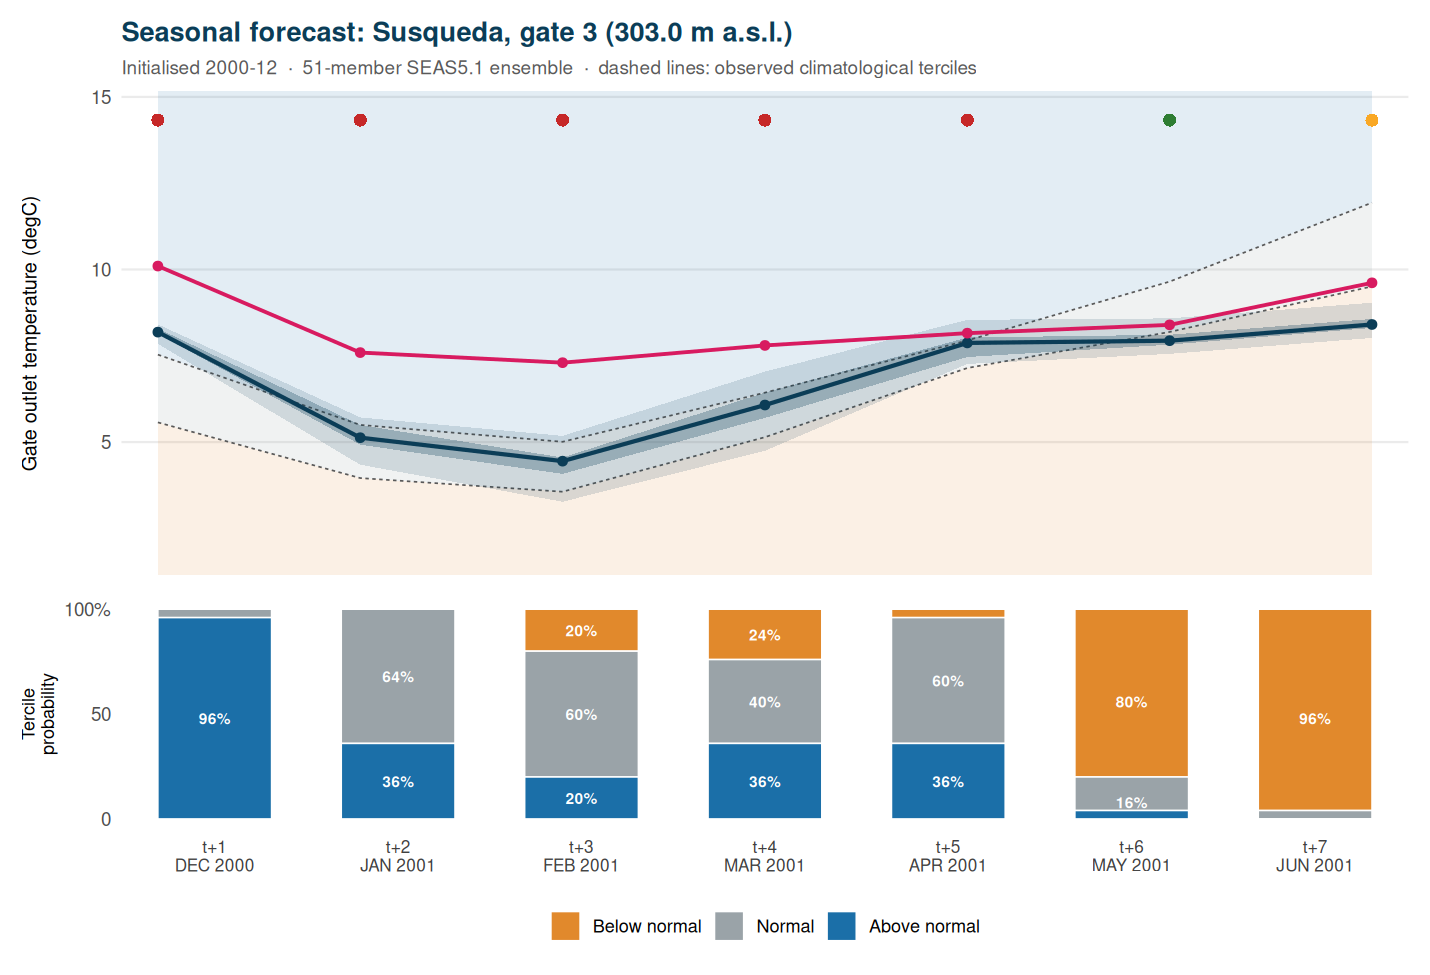 Seasonal forecast: Susqueda, gate 3 (303.0 m a.s.l.)
Initialised 2000-12 · 51-member SEAS5.1 ensemble · dashed lines: observed climatological terciles
15
10
5
Gate outlet temperature (degC)
100%
50
0
Tercile
probability
96%
64%
36%
20%
60%
20%
24%
40%
36%
60%
36%
80%
16%
96%
t+1
DEC 2000
t+2
JAN 2001
t+3
FEB 2001
t+4
MAR 2001
t+5
APR 2001
t+6
MAY 2001
t+7
JUN 2001
Below normal
Normal
Above normal